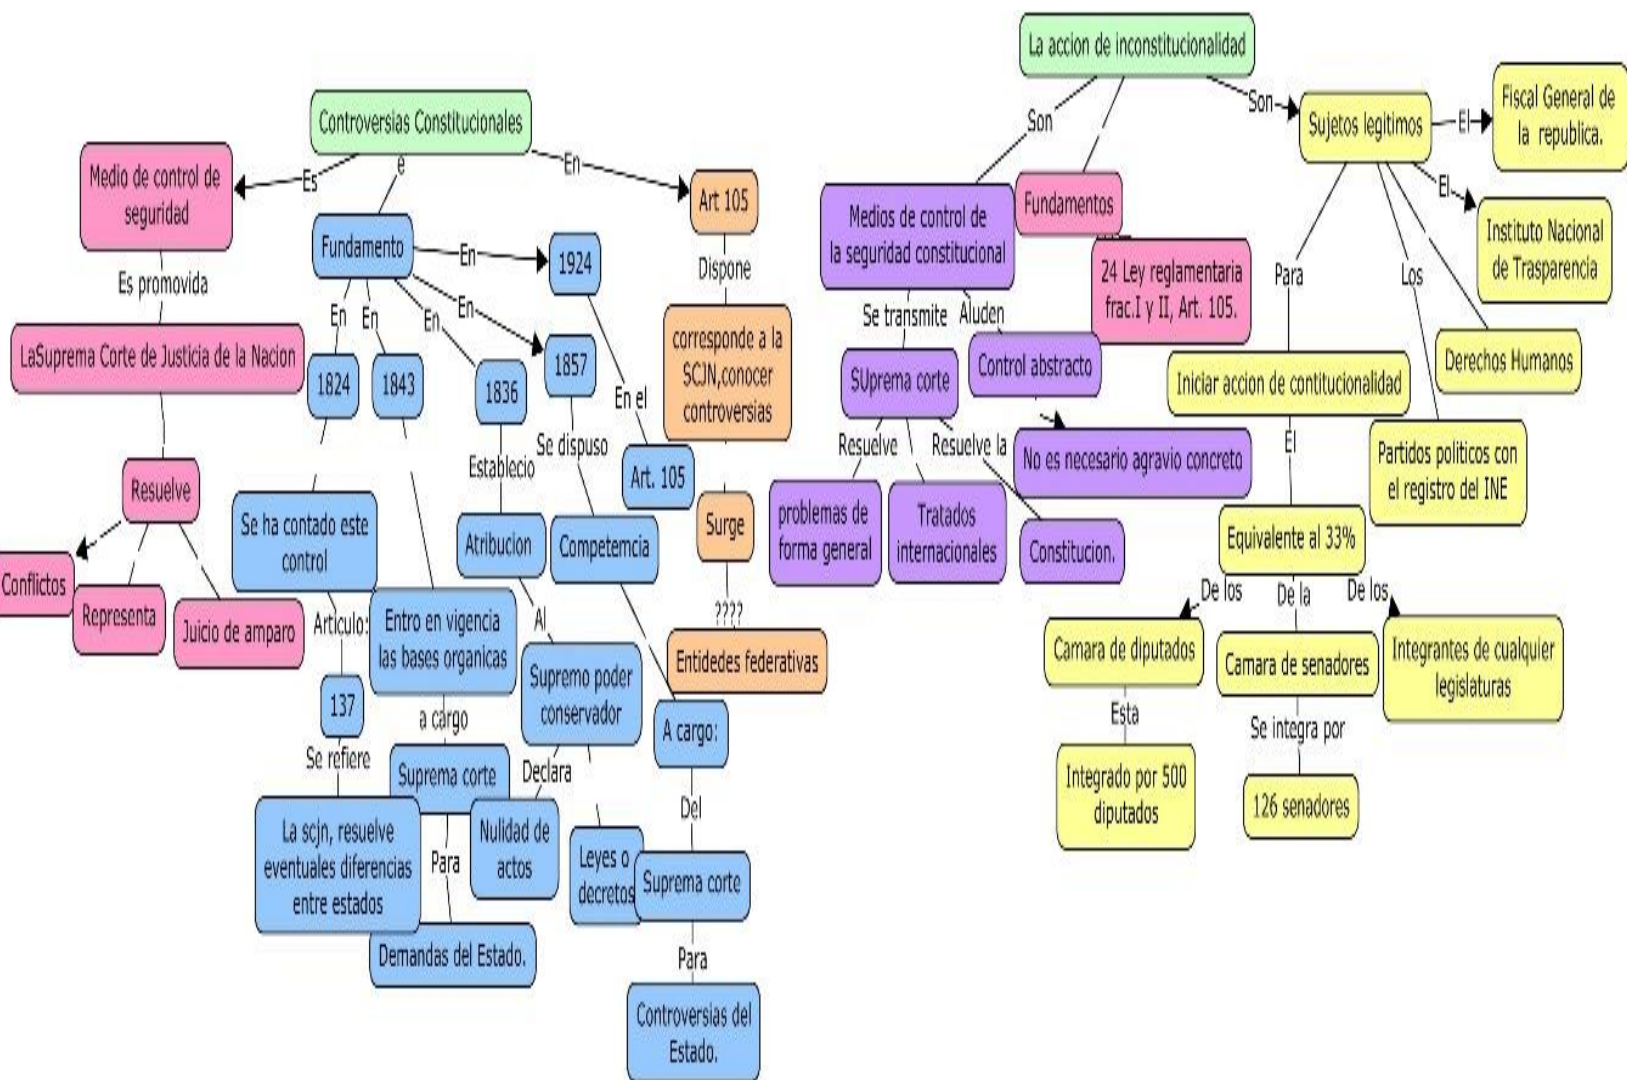 Controversias Constitucionales
Es
e
En
Medio de control de
seguridad
Es promovida
LaSuprema Corte de Justicia de la Nacion
Resuelve
Conflictos
Representa
Juicio de amparo
Fundamento
En
En
En
En
En
1924
1824
1843
1836
1857
En el
Art. 105
Se ha contado este
control
Articulo:
137
Se refiere
La scjn, resuelve
eventuales diferencias
entre estados
Entro en vigencia
las bases organicas
a cargo
Suprema corte
Para
Demandas del Estado.
Establecio
Atribucion
Al
Supremo poder
conservador
Declara
Nulidad de
actos
Leyes o
decretos
Se dispuso
Competemcia
A cargo:
Del
Suprema corte
Para
Controversias del
Estado.
Art 105
Dispone
corresponde a la
SCJN,conocer
controversias
Surge
????
Entidedes federativas
La accion de inconstitucionalidad
Son
Son
Medios de control de
la seguridad constitucional
Se transmite
Aluden
SUprema corte
Resuelve
Resuelve la
problemas de
forma general
Tratados
internacionales
Constitucion.
Control abstracto
No es necesario agravio concreto
Fundamentos
24 Ley reglamentaria
frac.I y II, Art. 105.
Sujetos legitimos
El
Fiscal General de
la republica.
El
Instituto Nacional
de Trasparencia
Para
Los
Derechos Humanos
Partidos politicos con
el registro del INE
Iniciar accion de contitucionalidad
El
Equivalente al 33%
De los
De la
De los
Camara de diputados
Esta
Integrado por 500
diputados
Camara de senadores
Se integra por
126 senadores
Integrantes de cualquier
legislaturas